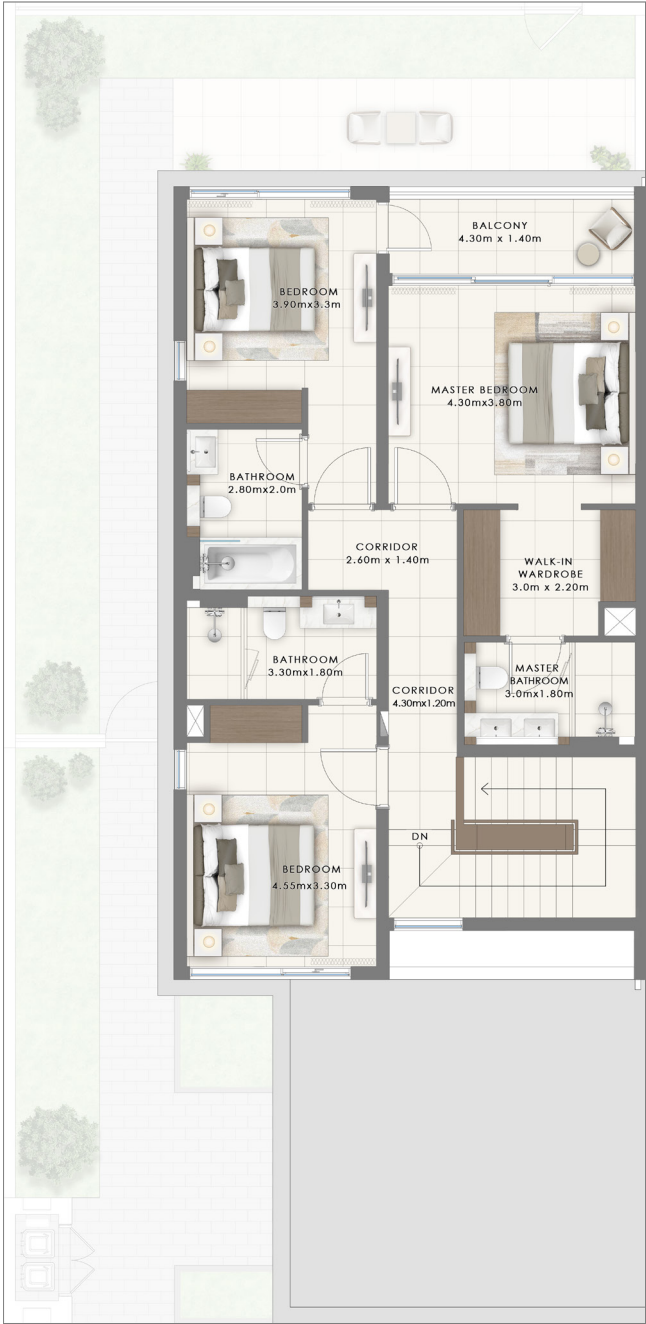 BALCONY
4.30m x 1.40m
BEDROOM
3.90mx3.3m
MASTER BEDROOM
4.30mx3.80m
BATHROOM
2.80mx2.0m
CORRIDOR
2.60m x 1.40m
WALK-IN
WARDROBE
3.0m x 2.20m
BATHROOM
3.30mx1.80m
MASTER
BATHROOM
3.0mx1.80m
CORRIDOR
4.30mx1.20m
DN
BEDROOM
4.55mx3.30m